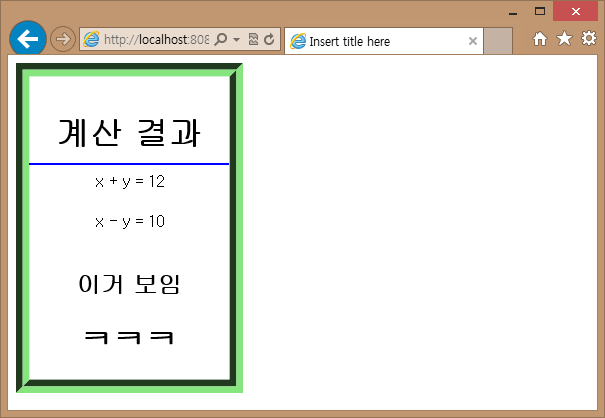 http://localhost:808
Insert title here
계산 결과
x + y = 12
x - y = 10
이거 보임
ㅋㅋㅋ